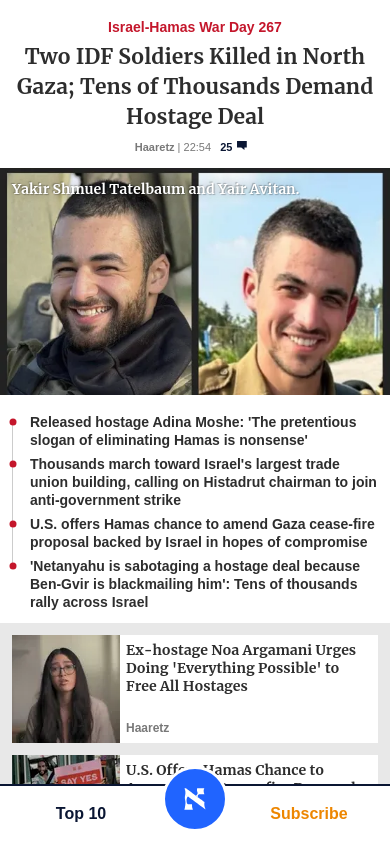 Israel-Hamas War Day 267
Two IDF Soldiers Killed in North
Gaza; Tens of Thousands Demand
Hostage Deal
Haaretz | 22:54 25
Yakir Shmuel Tatelbaum and Yair Avitan.
Released hostage Adina Moshe: 'The pretentious
slogan of eliminating Hamas is nonsense'
Thousands march toward Israel's largest trade
union building, calling on Histadrut chairman to join
anti-government strike
U.S. offers Hamas chance to amend Gaza cease-fire
proposal backed by Israel in hopes of compromise
'Netanyahu is sabotaging a hostage deal because
Ben-Gvir is blackmailing him': Tens of thousands
rally across Israel
Ex-hostage Noa Argamani Urges
Doing 'Everything Possible' to
Free All Hostages
Haaretz
SAY YES
U.S. Offers Hamas Chance to
Top 10
Subscribe